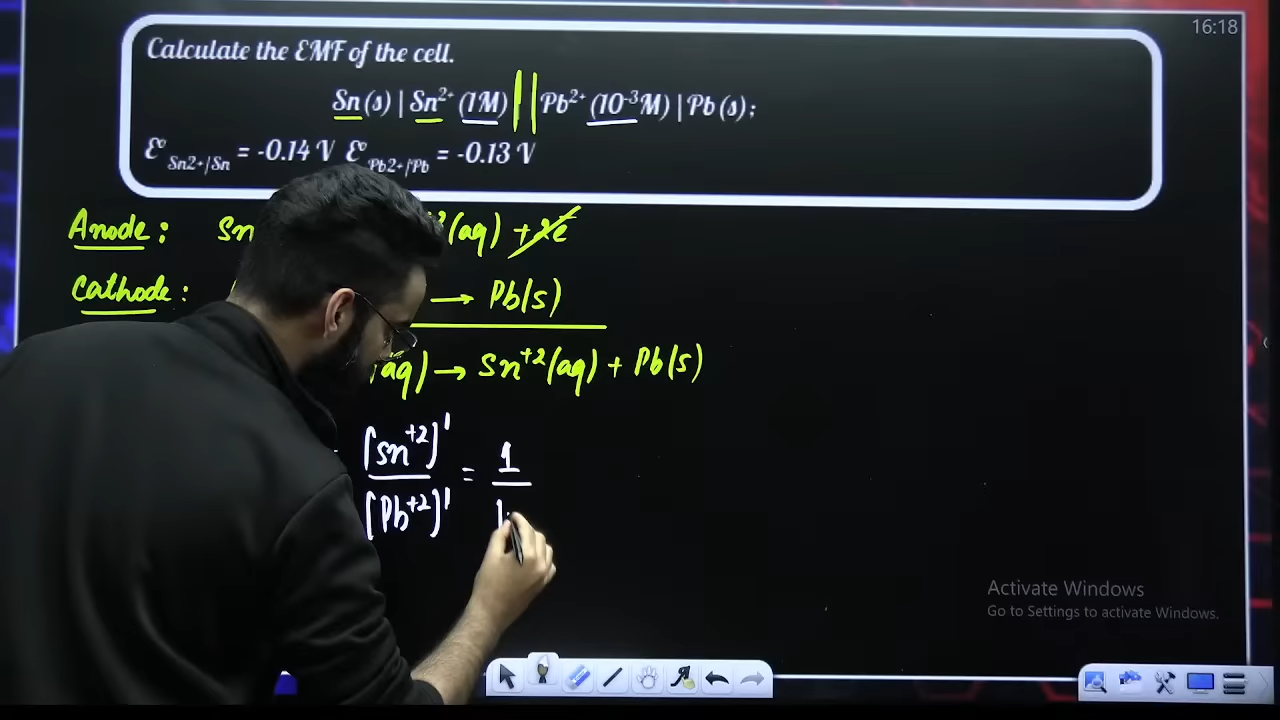 16:18
Calculate the EMF of the cell.
Sn(s) | Sn²⁺ (1M) || Pb²⁺ (10⁻³M) | Pb(s);
Ɛ°Sn2+/Sn = -0.14 V Ɛ°Pb2+/Pb = -0.13 V
Anode: Sn (aq) + 2e
Cathode: → Pb(s)
(aq) → Sn⁺²(aq) + Pb(s)
[Sn⁺²]¹ = 1
[Pb⁺²]¹
Activate Windows
Go to Settings to activate Windows.